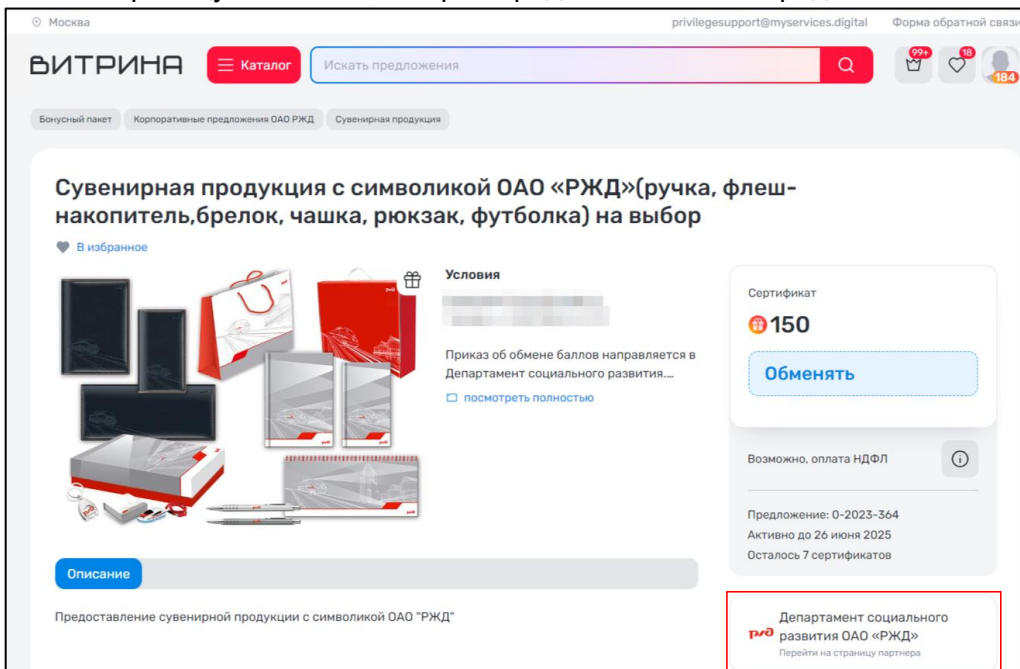 Москва
privilegesupport@myservices.digital
Форма обратной связи
ВИТРИНА
Каталог
Искать предложения
99+
18
184
Бонусный пакет
Корпоративные предложения ОАО РЖД
Сувенирная продукция
Сувенирная продукция с символикой ОАО «РЖД»(ручка, флеш-
накопитель,брелок, чашка, рюкзак, футболка) на выбор
В избранное
Условия
Приказ об обмене баллов направляется в
Департамент социального развития....
посмотреть полностью
Сертификат
150
Обменять
Возможно, оплата НДФЛ
Предложение: 0-2023-364
Активно до 26 июня 2025
Осталось 7 сертификатов
Описание
Предоставление сувенирной продукции с символикой ОАО "РЖД"
ржд
Департамент социального
развития ОАО «РЖД»
Перейти на страницу партнера